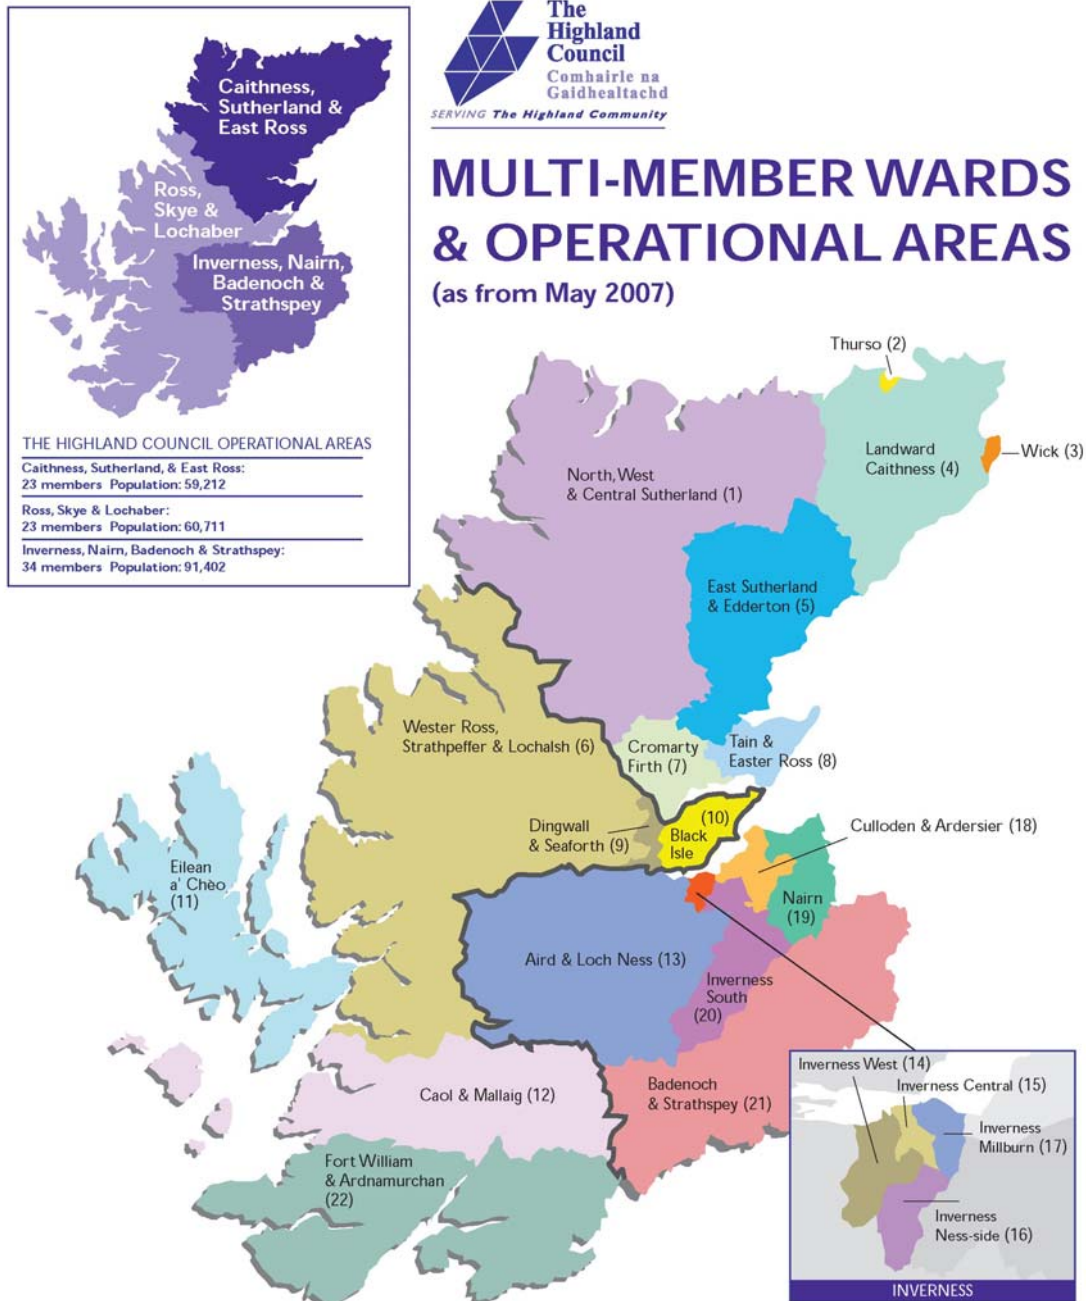 Caithness,
Sutherland &
East Ross
Ross,
Skye &
Lochaber
Inverness, Nairn,
Badenoch &
Strathspey
THE HIGHLAND COUNCIL OPERATIONAL AREAS
Caithness, Sutherland, & East Ross:
23 members Population: 59,212
Ross, Skye & Lochaber:
23 members Population: 60,711
Inverness, Nairn, Badenoch & Strathspey:
34 members Population: 91,402
The
Highland
Council
Comhairle na
Gaidhealtachd
SERVING The Highland Community
MULTI-MEMBER WARDS
& OPERATIONAL AREAS
(as from May 2007)
Thurso (2)
Landward
Caithness (4)
Wick (3)
North, West
& Central Sutherland (1)
East Sutherland
& Edderton (5)
Wester Ross,
Strathpeffer & Lochalsh (6)
Cromarty
Firth (7)
Tain &
Easter Ross (8)
Dingwall
& Seaforth (9)
(10)
Black
Isle
Culloden & Ardersier (18)
Eilean
a' Chèo
(11)
Nairn
(19)
Aird & Loch Ness (13)
Inverness
South
(20)
Caol & Mallaig (12)
Badenoch
& Strathspey (21)
Fort William
& Ardnamurchan
(22)
Inverness West (14)
Inverness Central (15)
Inverness
Millburn (17)
Inverness
Ness-side (16)
INVERNESS